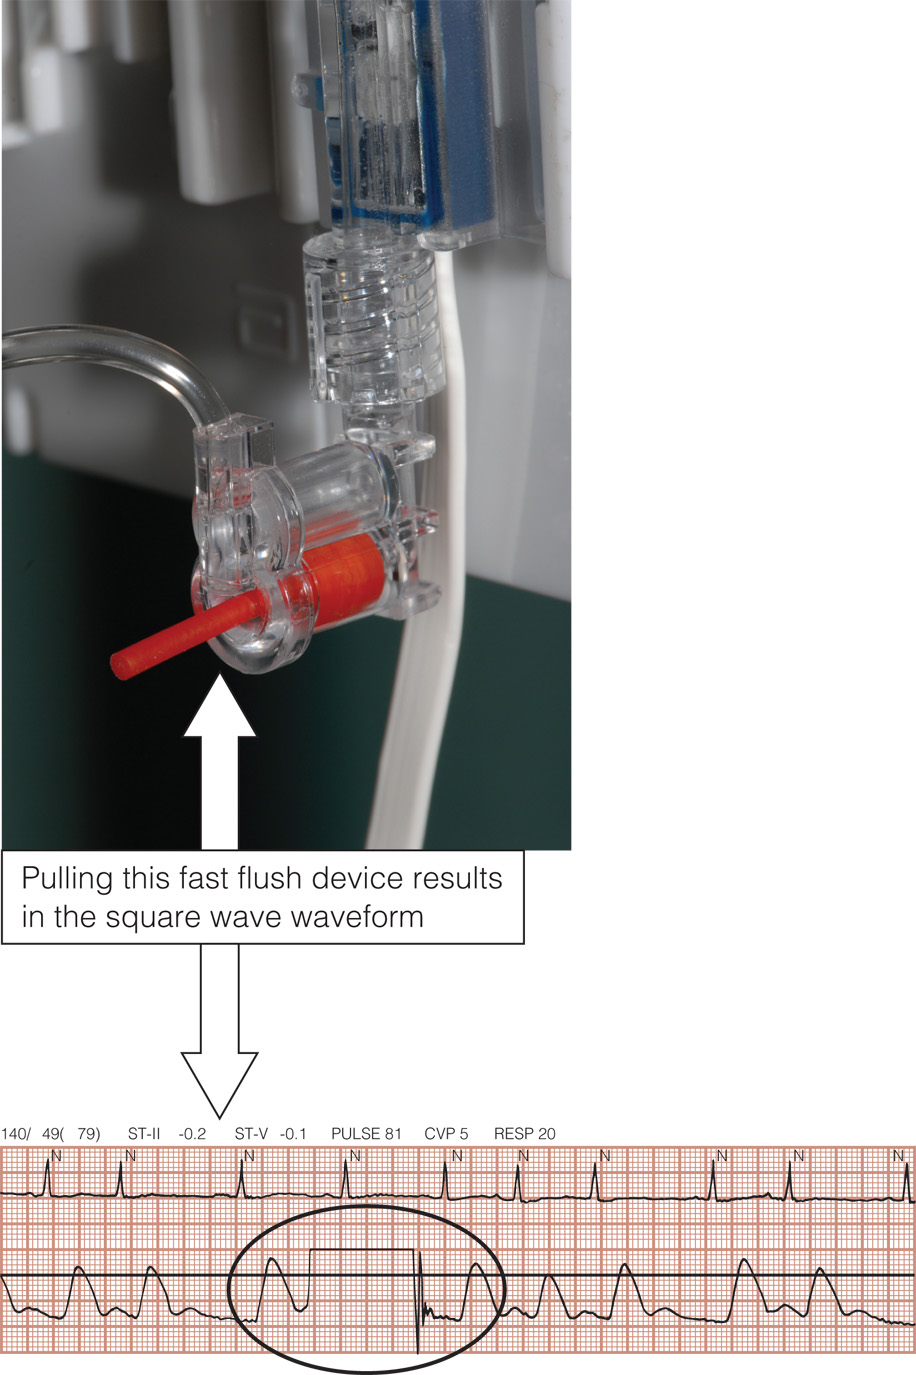 Pulling this fast flush device results
in the square wave waveform
140/ 49( 79) ST-II -0.2 ST-V -0.1 PULSE 81 CVP 5 RESP 20
N N N N N N N N N N